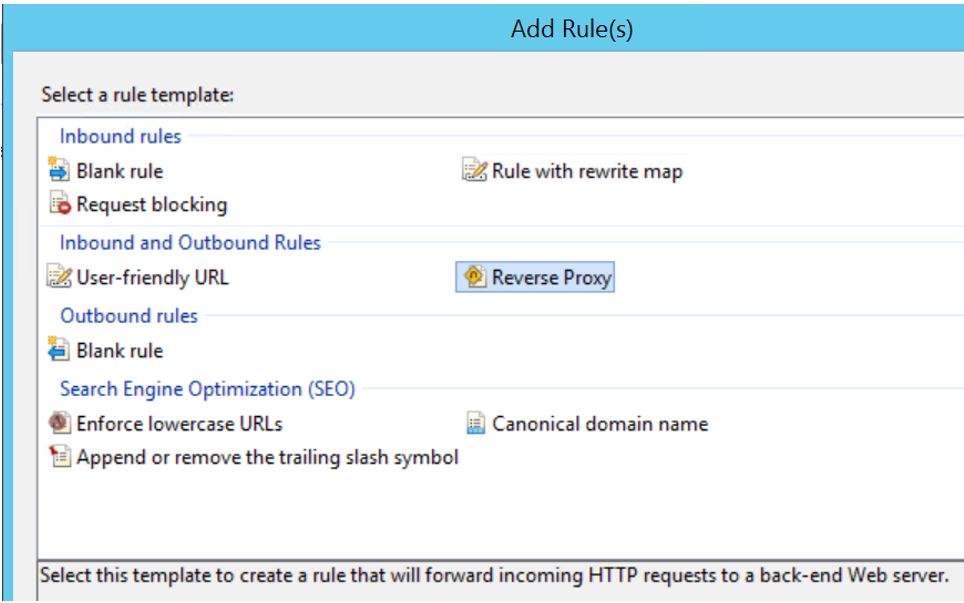 Add Rule(s)
Select a rule template:
Inbound rules
Blank rule Rule with rewrite map
Request blocking
Inbound and Outbound Rules
User-friendly URL Reverse Proxy
Outbound rules
Blank rule
Search Engine Optimization (SEO)
Enforce lowercase URLs Canonical domain name
Append or remove the trailing slash symbol
Select this template to create a rule that will forward incoming HTTP requests to a back-end Web server.